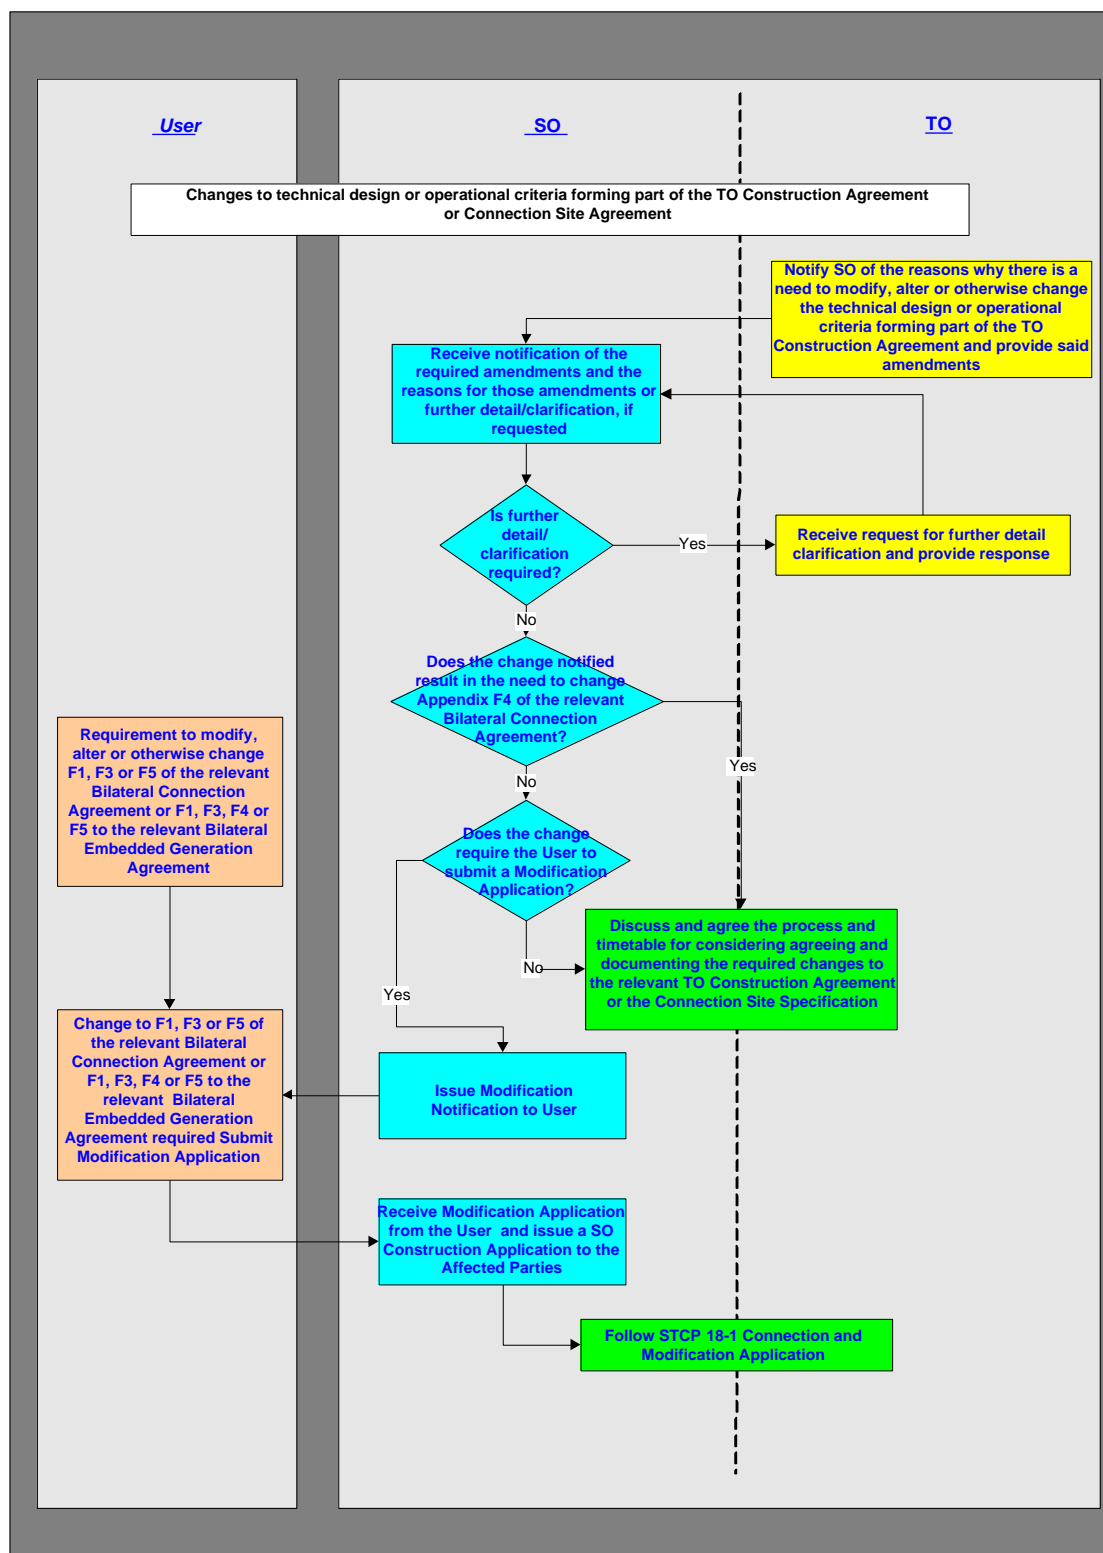 User
SO
TO
Changes to technical design or operational criteria forming part of the TO Construction Agreement
or Connection Site Agreement
Notify SO of the reasons why there is a
need to modify, alter or otherwise change
the technical design or operational
criteria forming part of the TO
Construction Agreement and provide said
amendments
Receive notification of the
required amendments and the
reasons for those amendments or
further detail/clarification, if
requested
Is further
detail/
clarification
required?
Yes
Receive request for further detail
clarification and provide response
No
Does the change notified
result in the need to change
Appendix F4 of the relevant
Bilateral Connection
Agreement?
Yes
No
Requirement to modify,
alter or otherwise change
F1, F3 or F5 of the relevant
Bilateral Connection
Agreement or F1, F3, F4 or
F5 to the relevant Bilateral
Embedded Generation
Agreement
Does the change
require the User to
submit a Modification
Application?
No
Yes
Discuss and agree the process and
timetable for considering agreeing and
documenting the required changes to
the relevant TO Construction Agreement
or the Connection Site Specification
Change to F1, F3 or F5 of
the relevant Bilateral
Connection Agreement or
F1, F3, F4 or F5 to the
relevant Bilateral
Embedded Generation
Agreement required Submit
Modification Application
Issue Modification
Notification to User
Receive Modification Application
from the User and issue a SO
Construction Application to the
Affected Parties
Follow STCP 18-1 Connection and
Modification Application